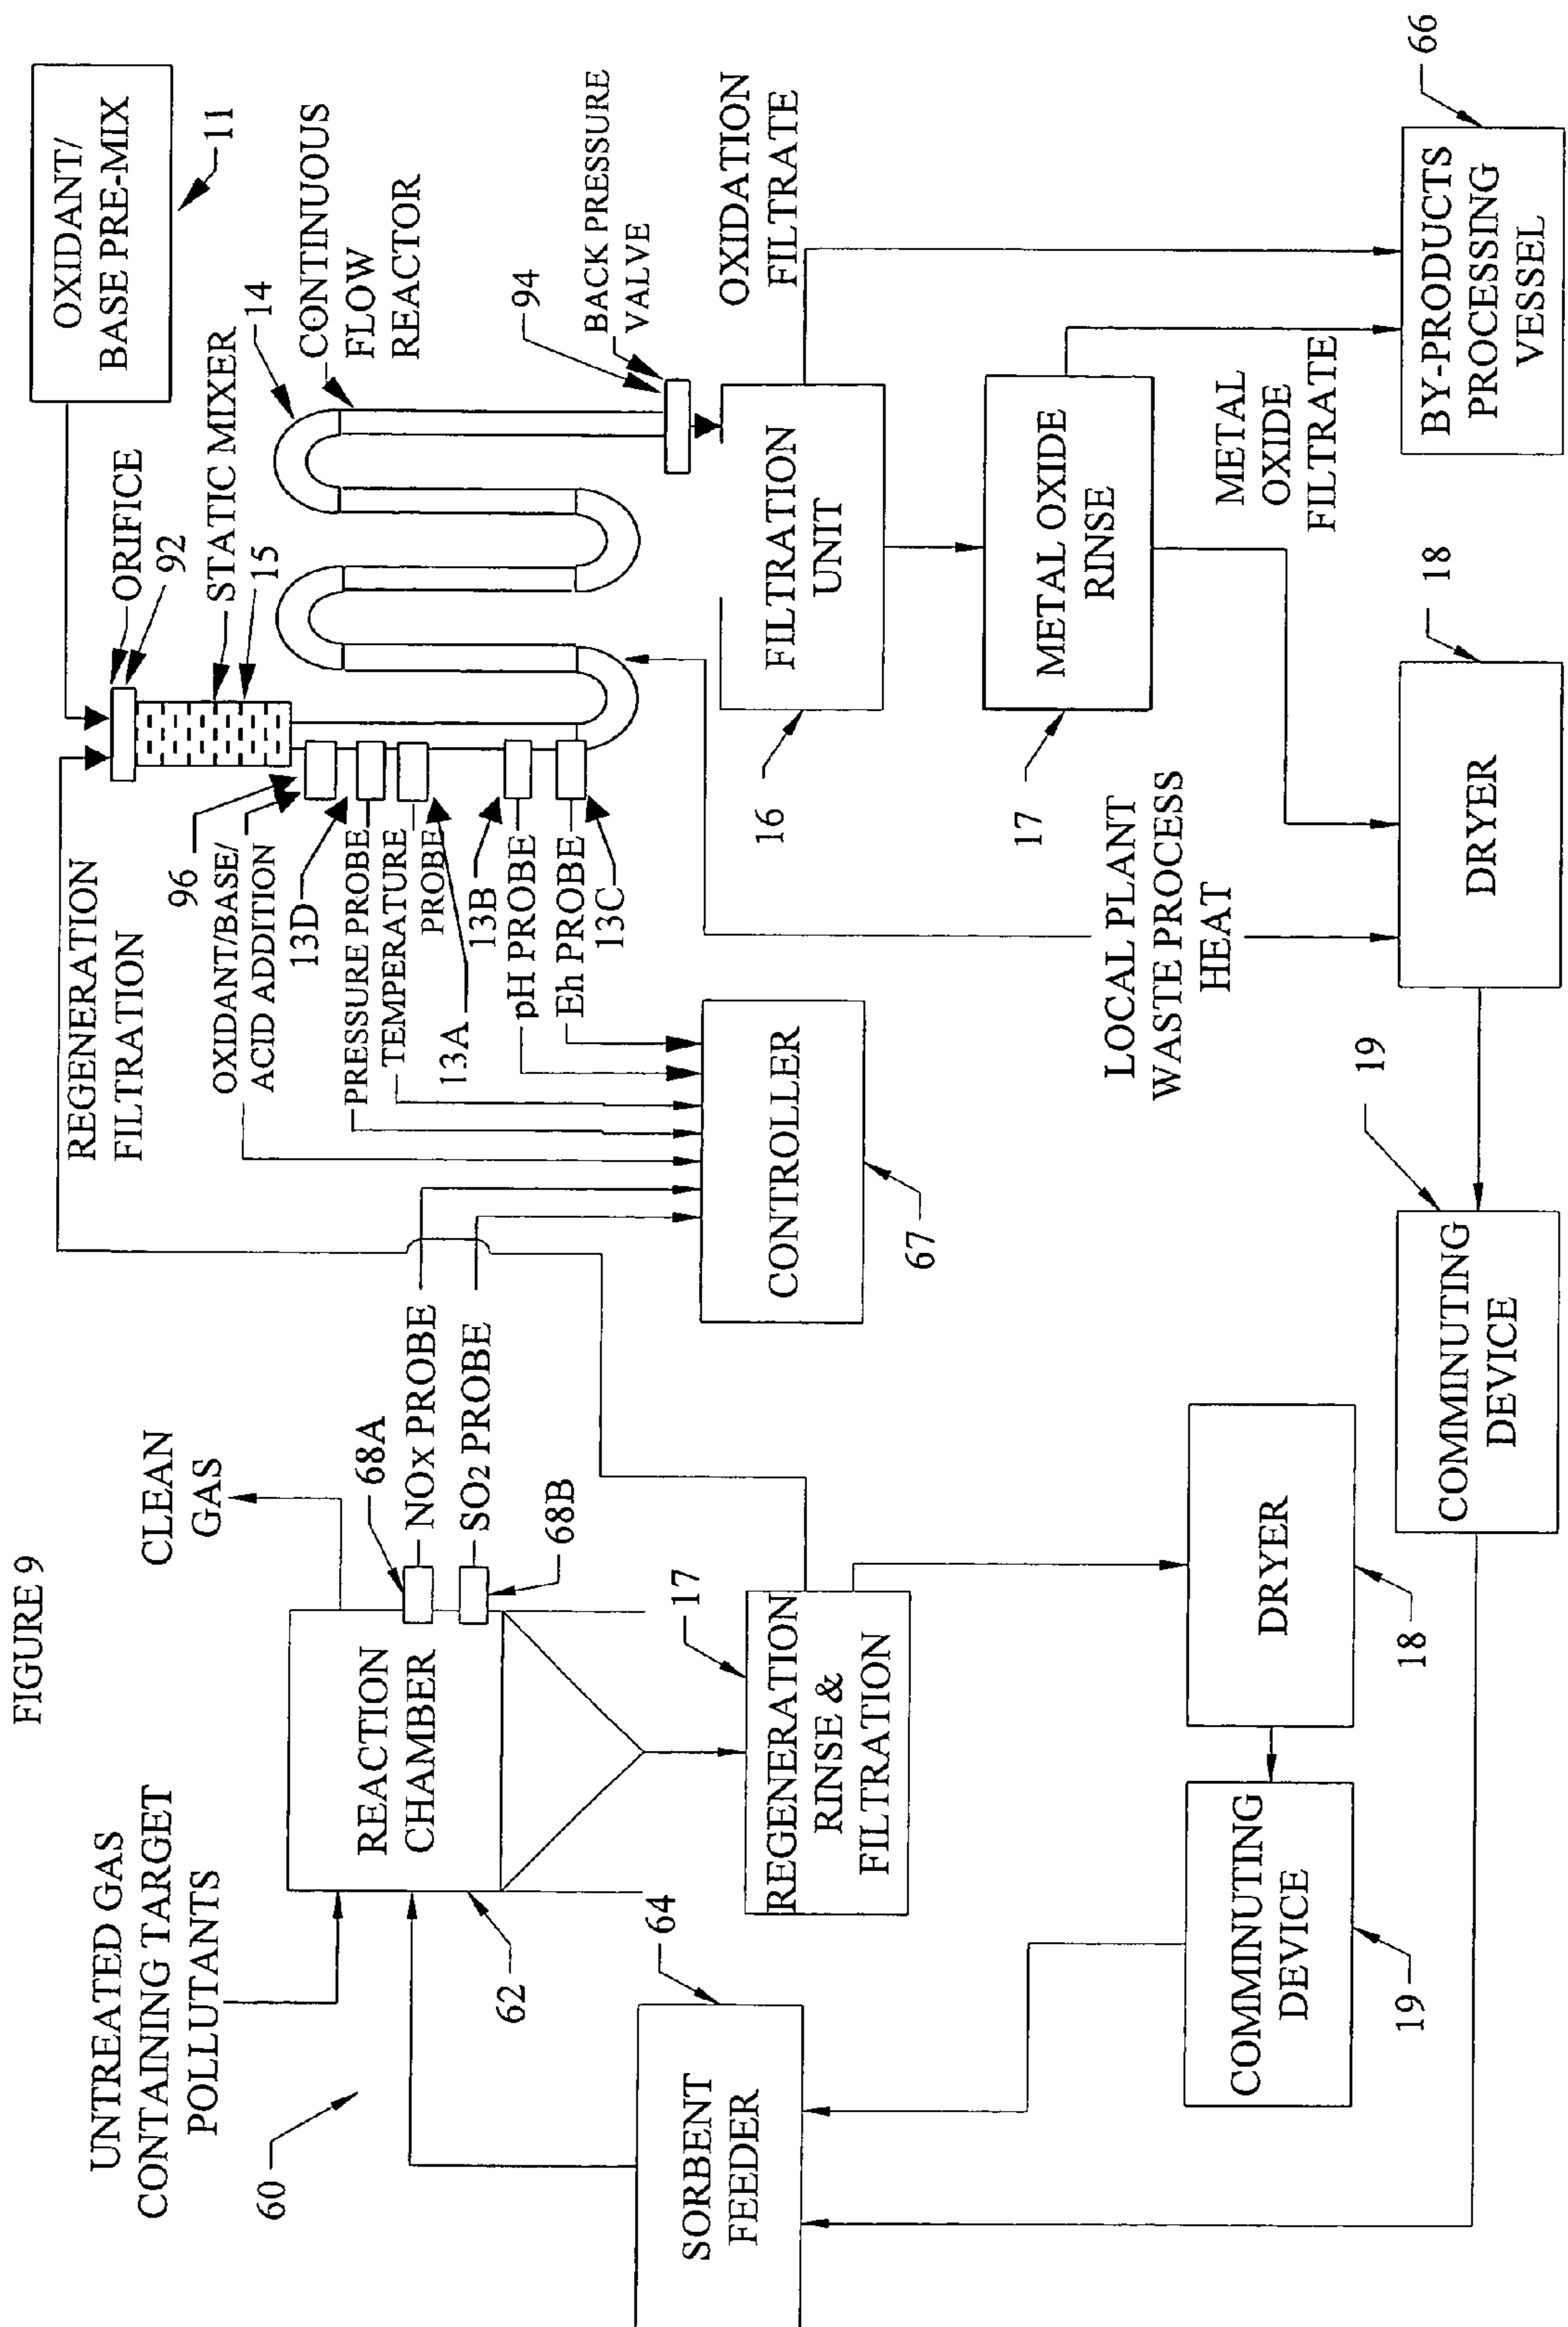 FIGURE 9
UNTREATED GAS
CONTAINING TARGET
POLLUTANTS
60
CLEAN
GAS
REACTION
CHAMBER
62
68A
NOx PROBE
SO2 PROBE
68B
SORBENT
FEEDER
64
REGENERATION
RINSE &
FILTRATION
17
DRYER
18
COMMINUTING
DEVICE
19
REGENERATION
FILTRATION
OXIDANT/
BASE PRE-MIX
11
ORIFICE
92
STATIC MIXER
15
14
CONTINUOUS
FLOW
REACTOR
96
OXIDANT/BASE/
ACID ADDITION
13D
PRESSURE PROBE
TEMPERATURE
PROBE
13A
13B
pH PROBE
Eh PROBE
13C
94
BACK PRESSURE
VALVE
CONTROLLER
67
FILTRATION
UNIT
16
OXIDATION
FILTRATE
METAL OXIDE
RINSE
17
METAL
OXIDE
FILTRATE
BY-PRODUCTS
PROCESSING
VESSEL
66
LOCAL PLANT
WASTE PROCESS
HEAT
DRYER
18
COMMINUTING
DEVICE
19